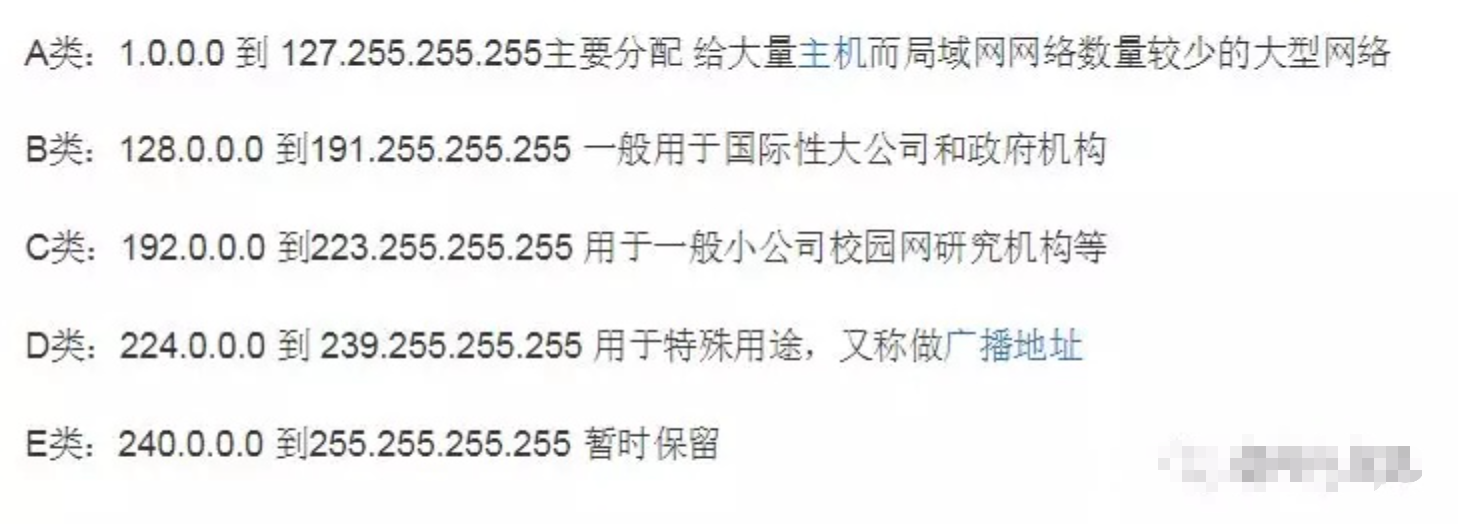 A类：1.0.0.0 到 127.255.255.255主要分配 给大量主机而局域网网络数量较少的大型网络
B类：128.0.0.0 到191.255.255.255 一般用于国际性大公司和政府机构
C类：192.0.0.0 到223.255.255.255 用于一般小公司校园网研究机构等
D类：224.0.0.0 到 239.255.255.255 用于特殊用途，又称做广播地址
E类：240.0.0.0 到255.255.255.255 暂时保留